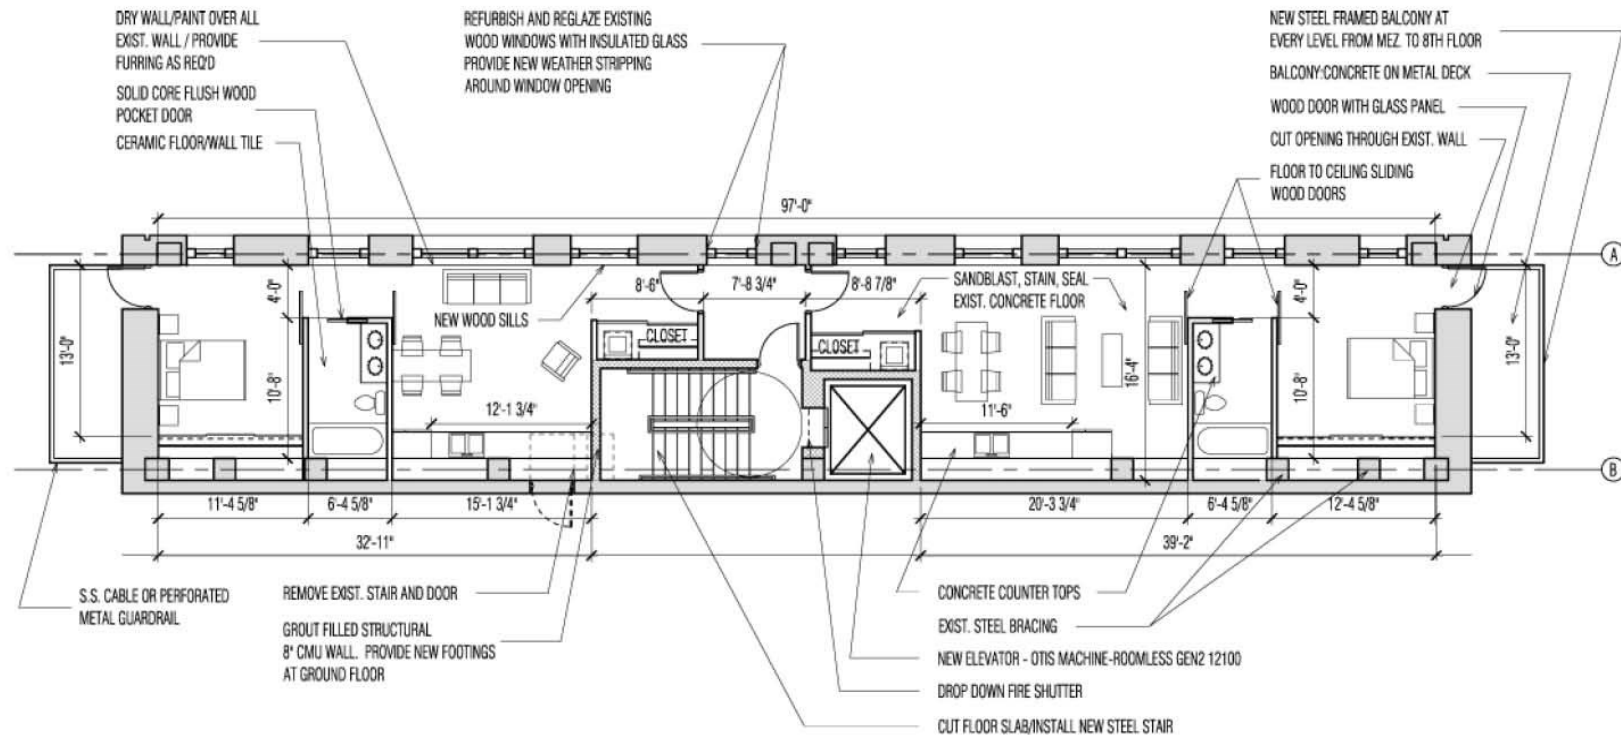 DRY WALL/PAINT OVER ALL
EXIST. WALL / PROVIDE
FURRING AS REQ'D
SOLID CORE FLUSH WOOD
POCKET DOOR
CERAMIC FLOOR/WALL TILE
REFURBISH AND REGLAZE EXISTING
WOOD WINDOWS WITH INSULATED GLASS
PROVIDE NEW WEATHER STRIPPING
AROUND WINDOW OPENING
NEW STEEL FRAMED BALCONY AT
EVERY LEVEL FROM MEZ. TO 8TH FLOOR
BALCONY:CONCRETE ON METAL DECK
WOOD DOOR WITH GLASS PANEL
CUT OPENING THROUGH EXIST. WALL
FLOOR TO CEILING SLIDING
WOOD DOORS
97'-0"
A
4'-0"
8'-6"
7'-8 3/4"
8'-8 7/8"
SANDBLAST, STAIN, SEAL
EXIST. CONCRETE FLOOR
4'-0"
NEW WOOD SILLS
CLOSET
CLOSET
13'-0"
10'-8"
16'-4"
10'-8"
13'-0"
12'-1 3/4"
11'-6"
B
11'-4 5/8"
6'-4 5/8"
15'-1 3/4"
20'-3 3/4"
6'-4 5/8"
12'-4 5/8"
32'-11"
39'-2"
S.S. CABLE OR PERFORATED
METAL GUARDRAIL
REMOVE EXIST. STAIR AND DOOR
GROUT FILLED STRUCTURAL
8" CMU WALL. PROVIDE NEW FOOTINGS
AT GROUND FLOOR
CONCRETE COUNTER TOPS
EXIST. STEEL BRACING
NEW ELEVATOR - OTIS MACHINE-ROOMLESS GEN2 12100
DROP DOWN FIRE SHUTTER
CUT FLOOR SLAB/INSTALL NEW STEEL STAIR